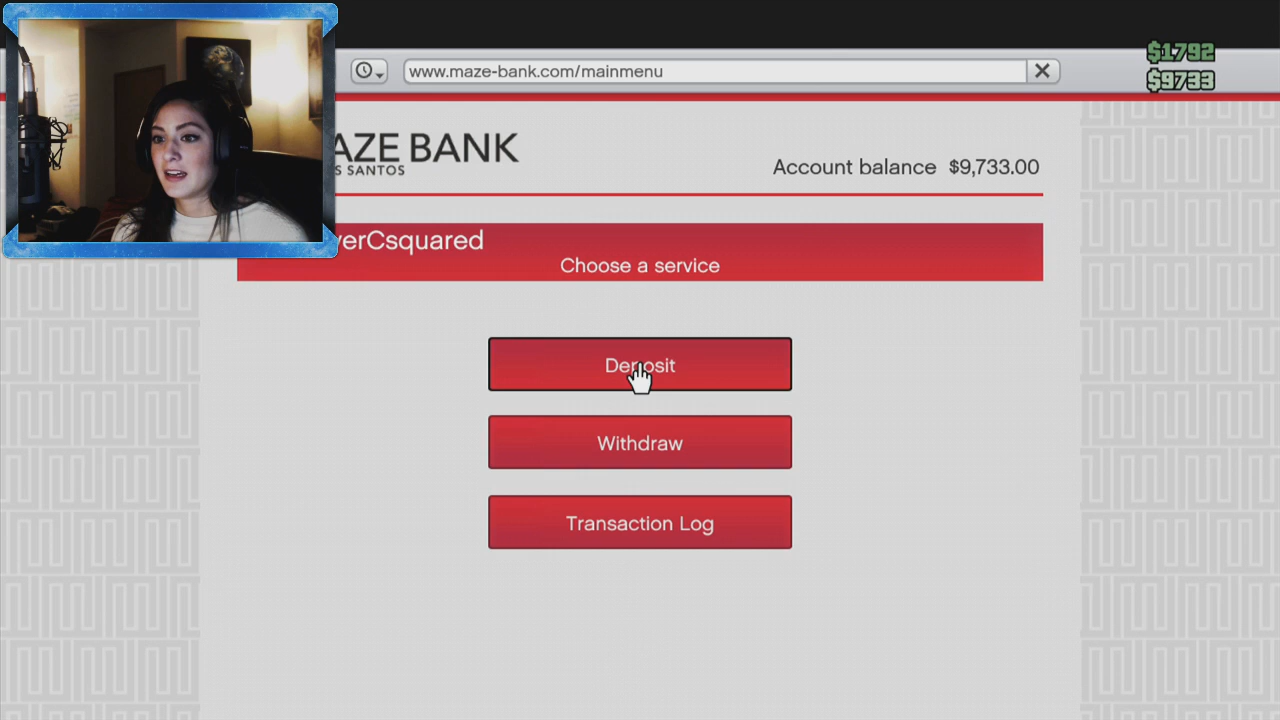 $1792
www.maze-bank.com/mainmenu
$9733
AZE BANK
S SANTOS
Account balance $9,733.00
verCsquared
Choose a service
Deposit
Withdraw
Transaction Log